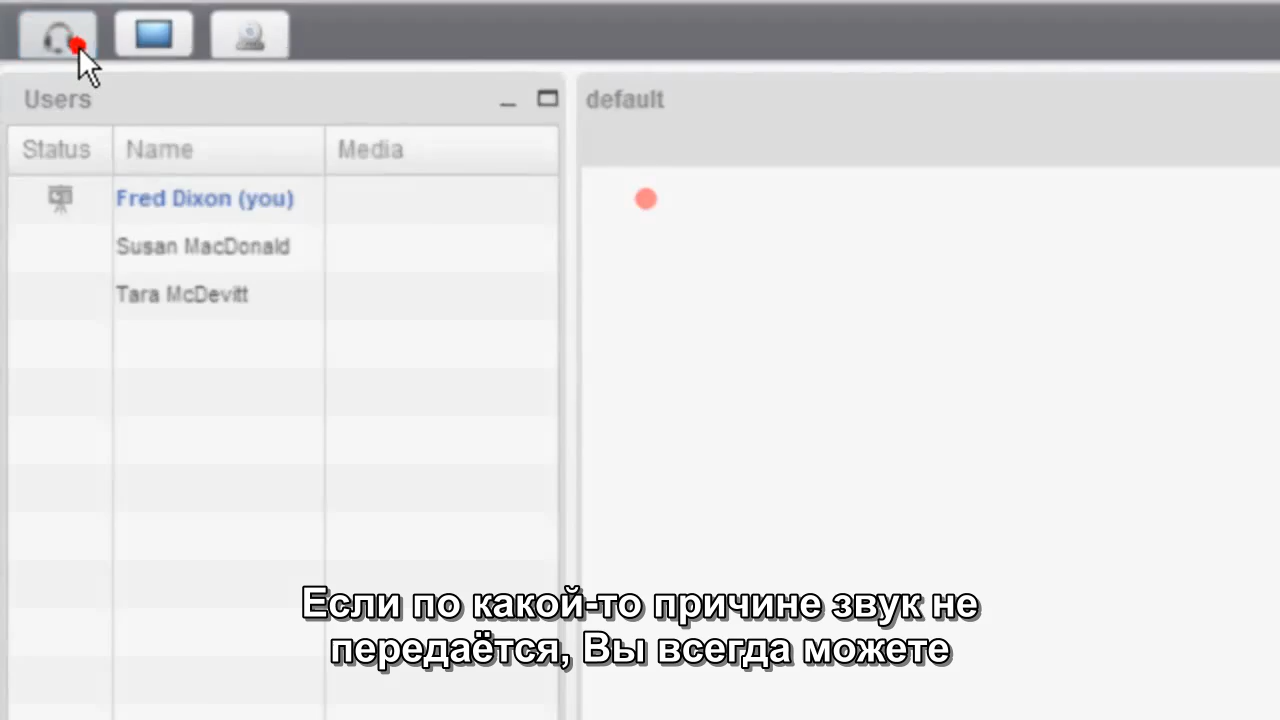 Users
default
Status Name Media
Fred Dixon (you)
Susan MacDonald
Tara McDevitt
Если по какой-то причине звук не
передаётся, Вы всегда можете